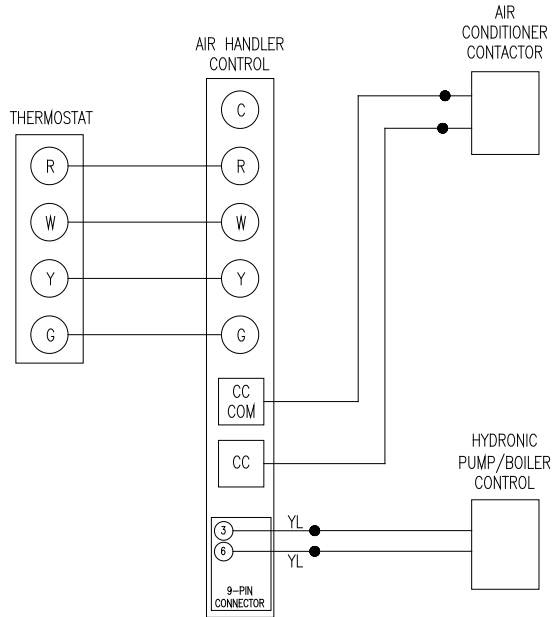 AIR
CONDITIONER
CONTACTOR
AIR HANDLER
CONTROL
THERMOSTAT
C
R
R
W
W
Y
Y
G
G
CC
COM
CC
HYDRONIC
PUMP/BOILER
CONTROL
3
YL
6
YL
9-PIN
CONNECTOR